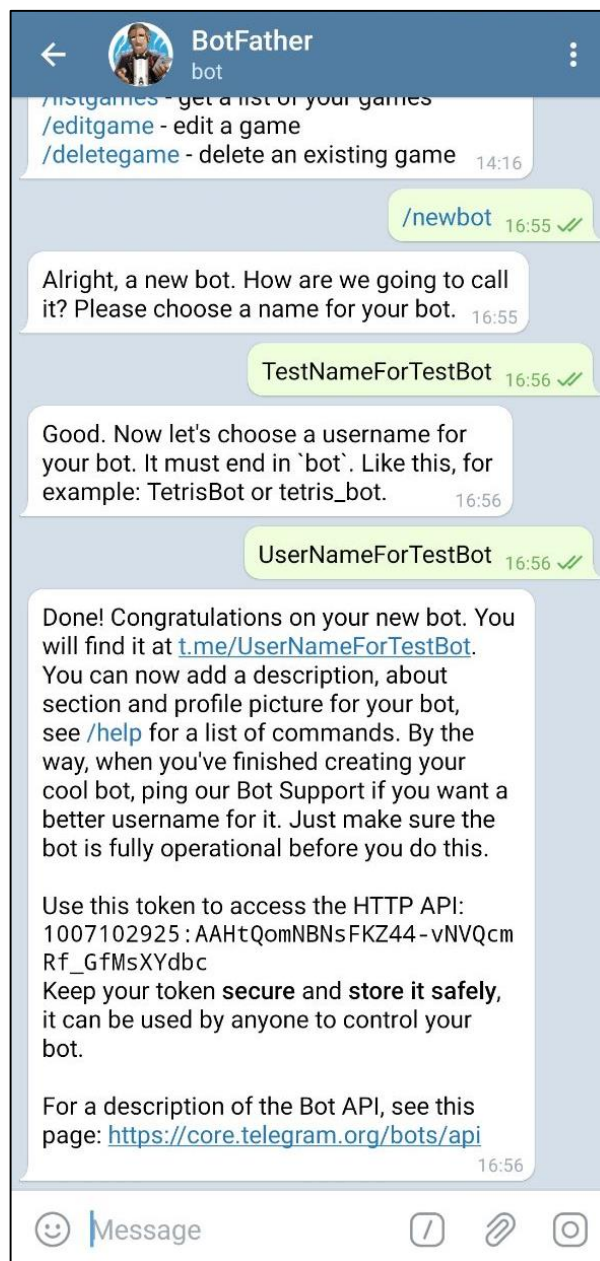 BotFather
bot
/listgames - get a list of your games
/editgame - edit a game
/deletegame - delete an existing game 14:16
/newbot 16:55
Alright, a new bot. How are we going to call
it? Please choose a name for your bot. 16:55
TestNameForTestBot 16:56
Good. Now let's choose a username for
your bot. It must end in `bot`. Like this, for
example: TetrisBot or tetris_bot. 16:56
UserNameForTestBot 16:56
Done! Congratulations on your new bot. You
will find it at t.me/UserNameForTestBot.
You can now add a description, about
section and profile picture for your bot,
see /help for a list of commands. By the
way, when you've finished creating your
cool bot, ping our Bot Support if you want a
better username for it. Just make sure the
bot is fully operational before you do this.
Use this token to access the HTTP API:
1007102925:AAHtQomNBNsFKZ44-vNVQcm
Rf_GfMsXYdbc
Keep your token secure and store it safely,
it can be used by anyone to control your
bot.
For a description of the Bot API, see this
page: https://core.telegram.org/bots/api
16:56
Message